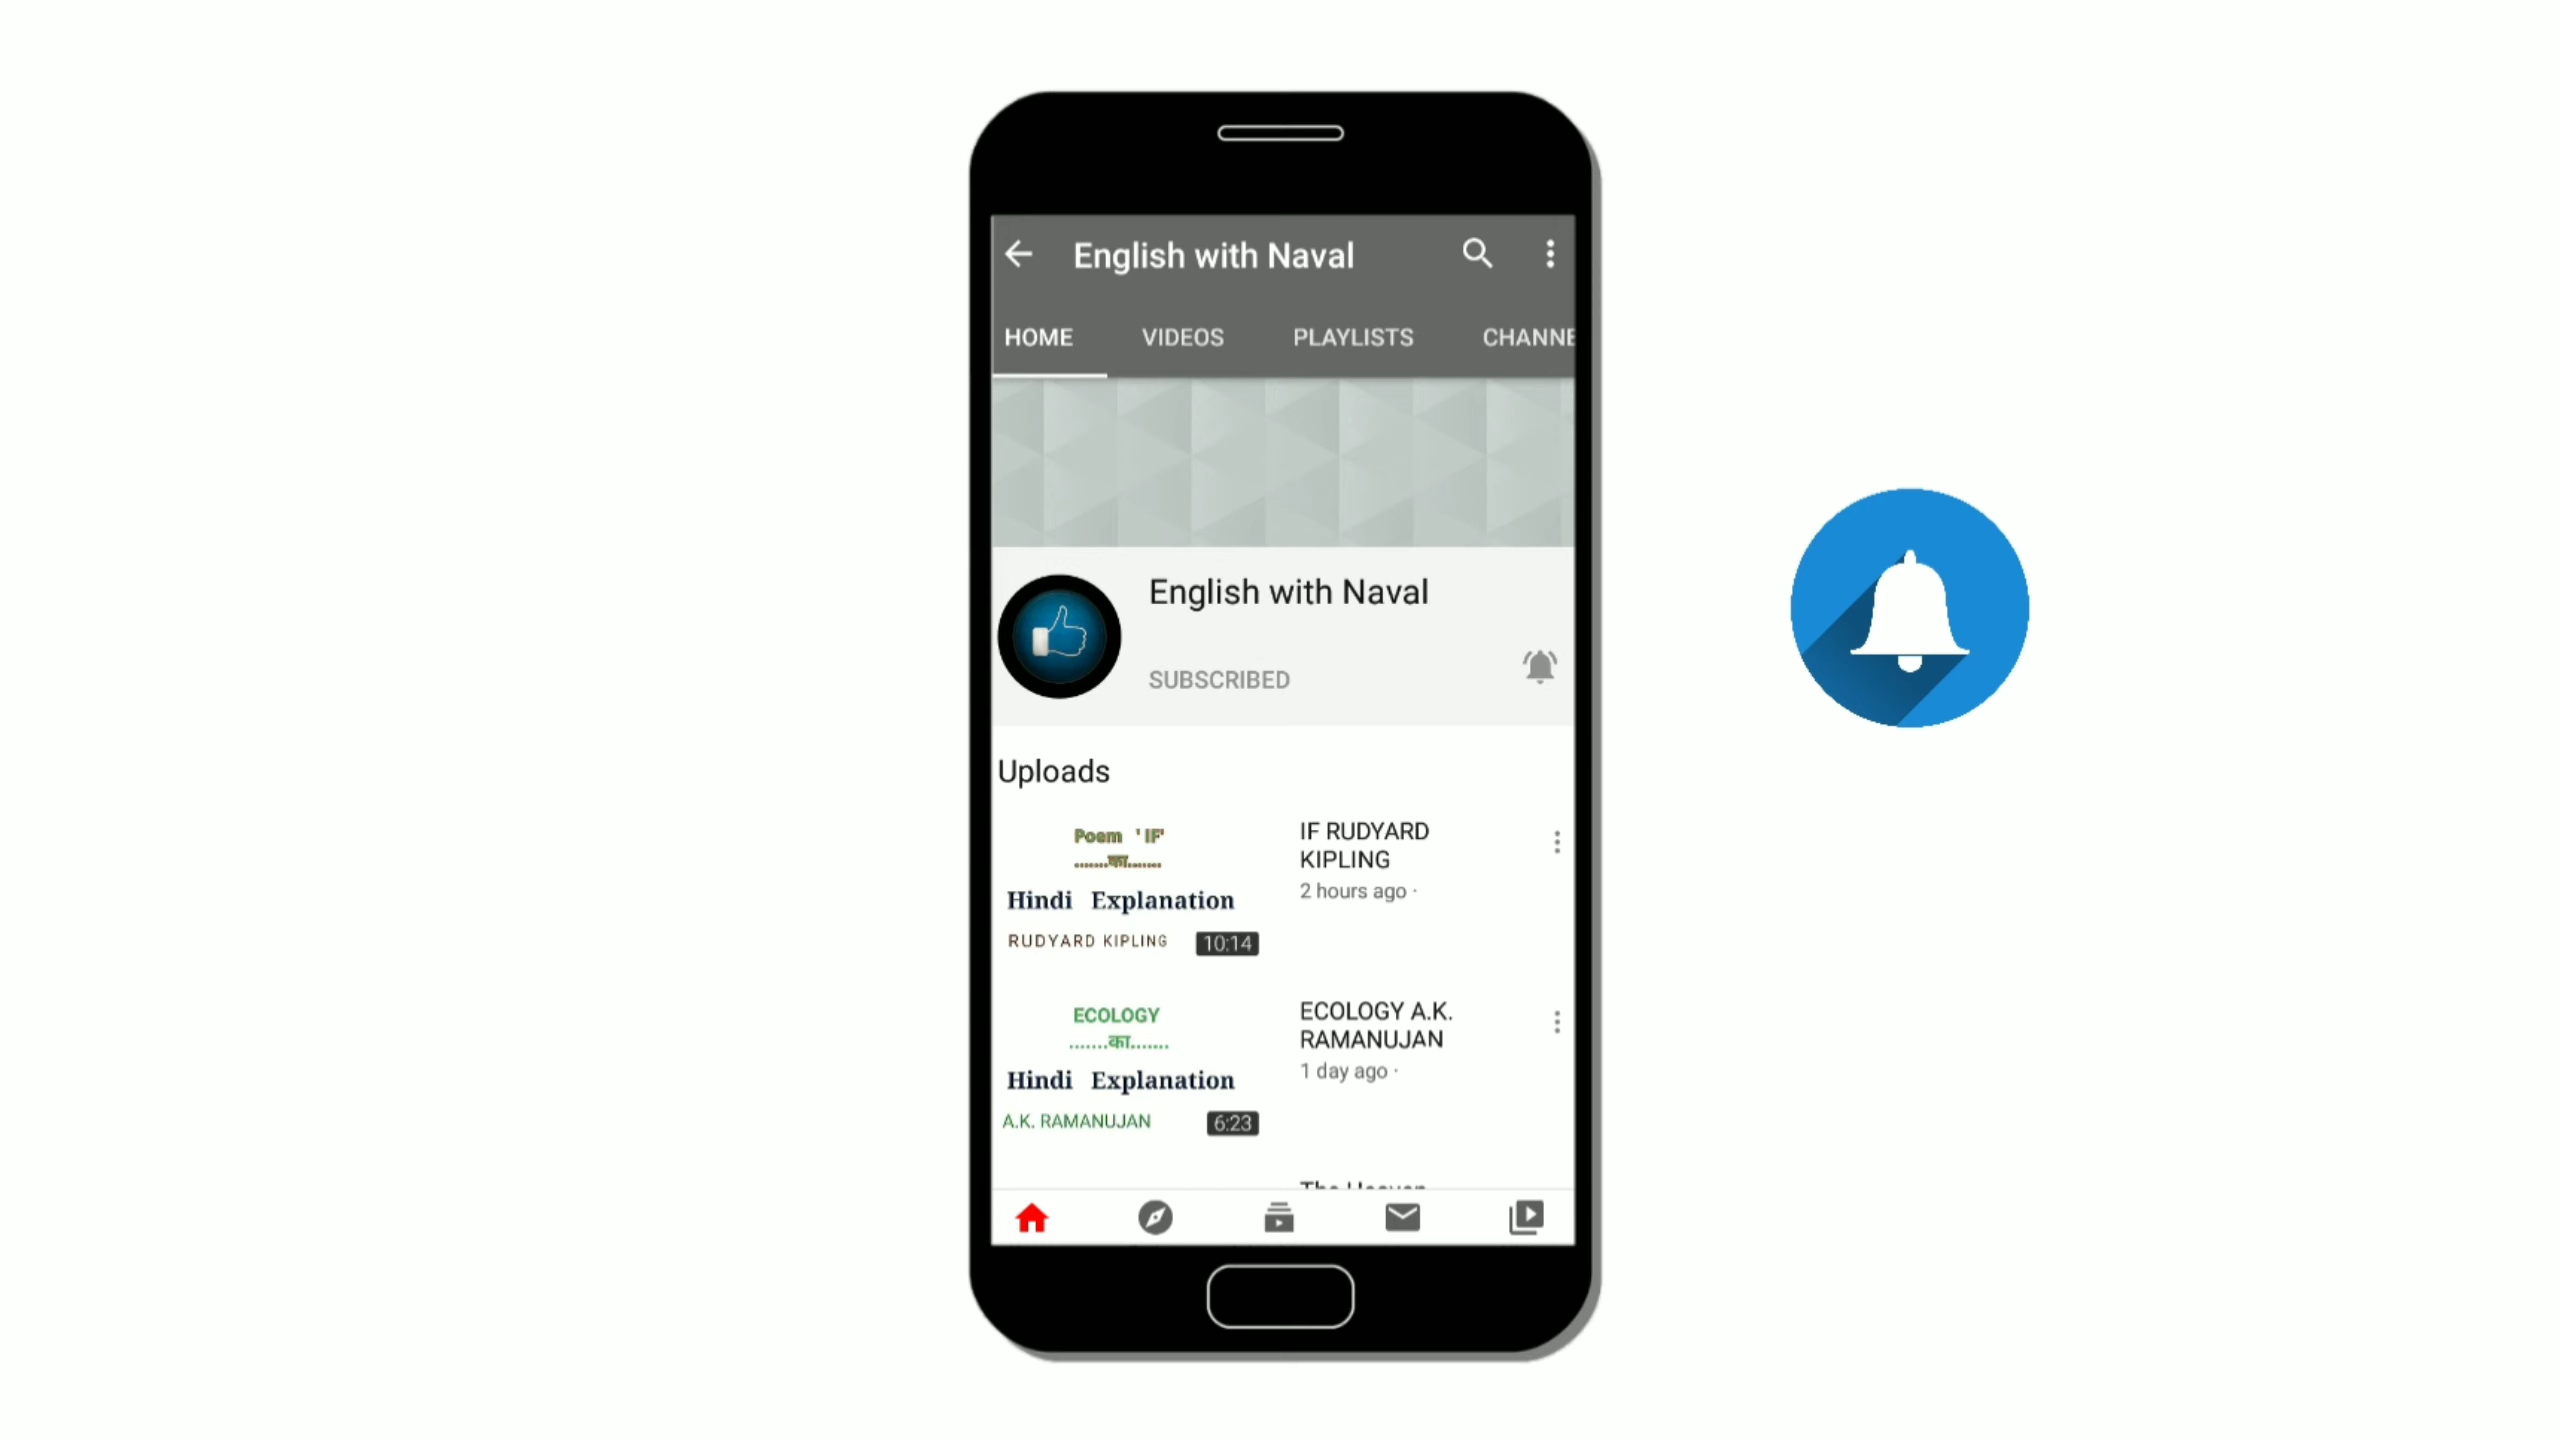 English with Naval
HOME VIDEOS PLAYLISTS CHANNE
English with Naval
SUBSCRIBED
Uploads
Poem 'IF'
.......का.......
Hindi Explanation
RUDYARD KIPLING
10:14
IF RUDYARD
KIPLING
2 hours ago ·
ECOLOGY
.......का.......
Hindi Explanation
A.K. RAMANUJAN
6:23
ECOLOGY A.K.
RAMANUJAN
1 day ago ·